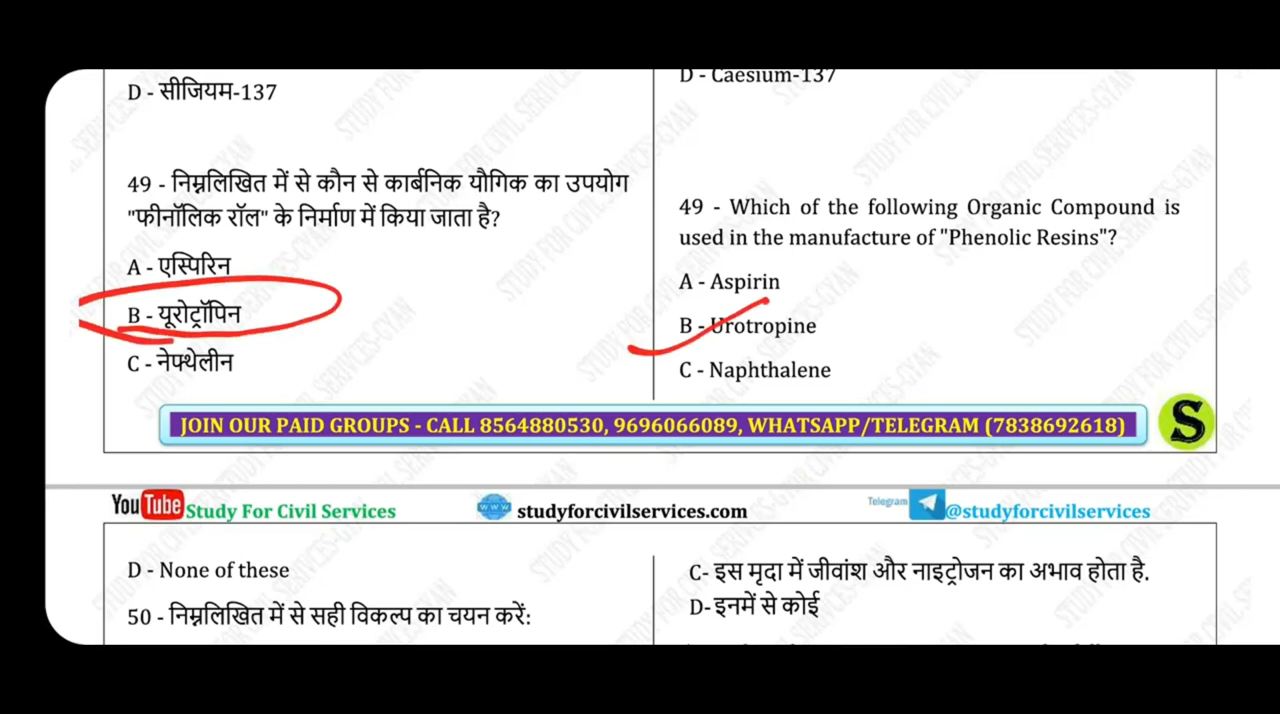 D - सीजियम-137
49 - निम्नलिखित में से कौन से कार्बनिक यौगिक का उपयोग
"फीनॉलिक रॉल" के निर्माण में किया जाता है?
A - एस्पिरिन
B - यूरोट्रॉपिन
C - नेफ्थेलीन
D - Caesium-137
49 - Which of the following Organic Compound is
used in the manufacture of "Phenolic Resins"?
A - Aspirin
B - Urotropine
C - Naphthalene
JOIN OUR PAID GROUPS - CALL 8564880530, 9696066089, WHATSAPP/TELEGRAM (7838692618)
S
YouTube Study For Civil Services
www studyforcivilservices.com
Telegram @studyforcivilservices
D - None of these
50 - निम्नलिखित में से सही विकल्प का चयन करें:
C- इस मृदा में जीवांश और नाइट्रोजन का अभाव होता है.
D- इनमें से कोई